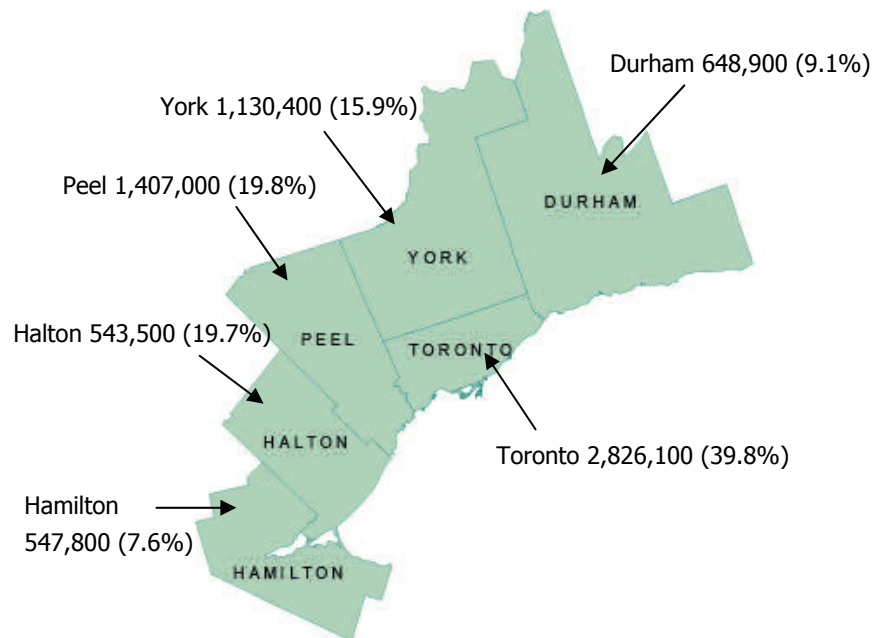 Durham 648,900 (9.1%)
York 1,130,400 (15.9%)
Peel 1,407,000 (19.8%)
DURHAM
YORK
Halton 543,500 (19.7%)
PEEL
TORONTO
HALTON
Toronto 2,826,100 (39.8%)
Hamilton
547,800 (7.6%)
HAMILTON